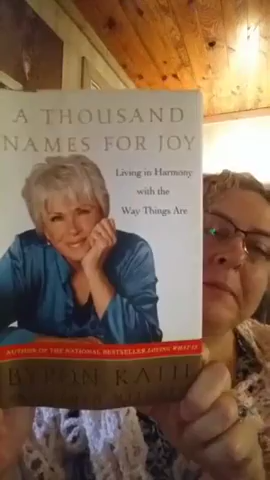 A THOUSAND
NAMES FOR JOY
Living in Harmony
with the
Way Things Are
AUTHOR OF THE NATIONAL BESTSELLER LOVING WHAT IS
BYRON KATIE